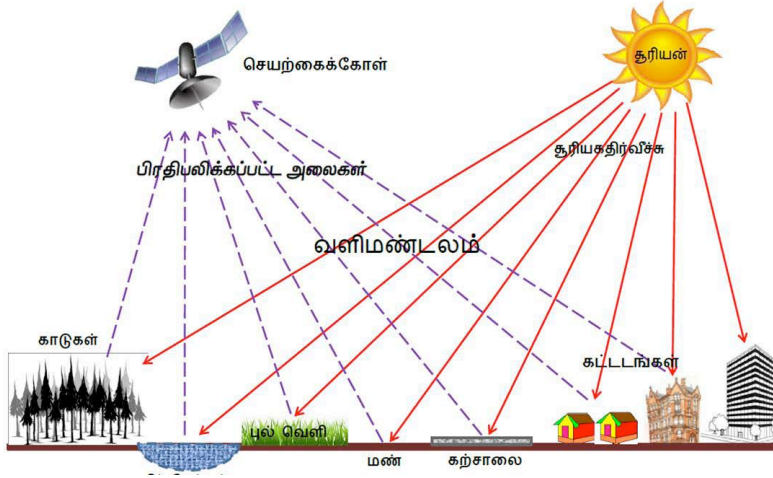 செயற்கைக்கோள்
சூரியன்
சூரியகதிர்வீச்சு
பிரதிபலிக்கப்பட்ட அலைகள்
வளிமண்டலம்
காடுகள்
கட்டடங்கள்
புல் வெளி
மண்
கற்சாலை